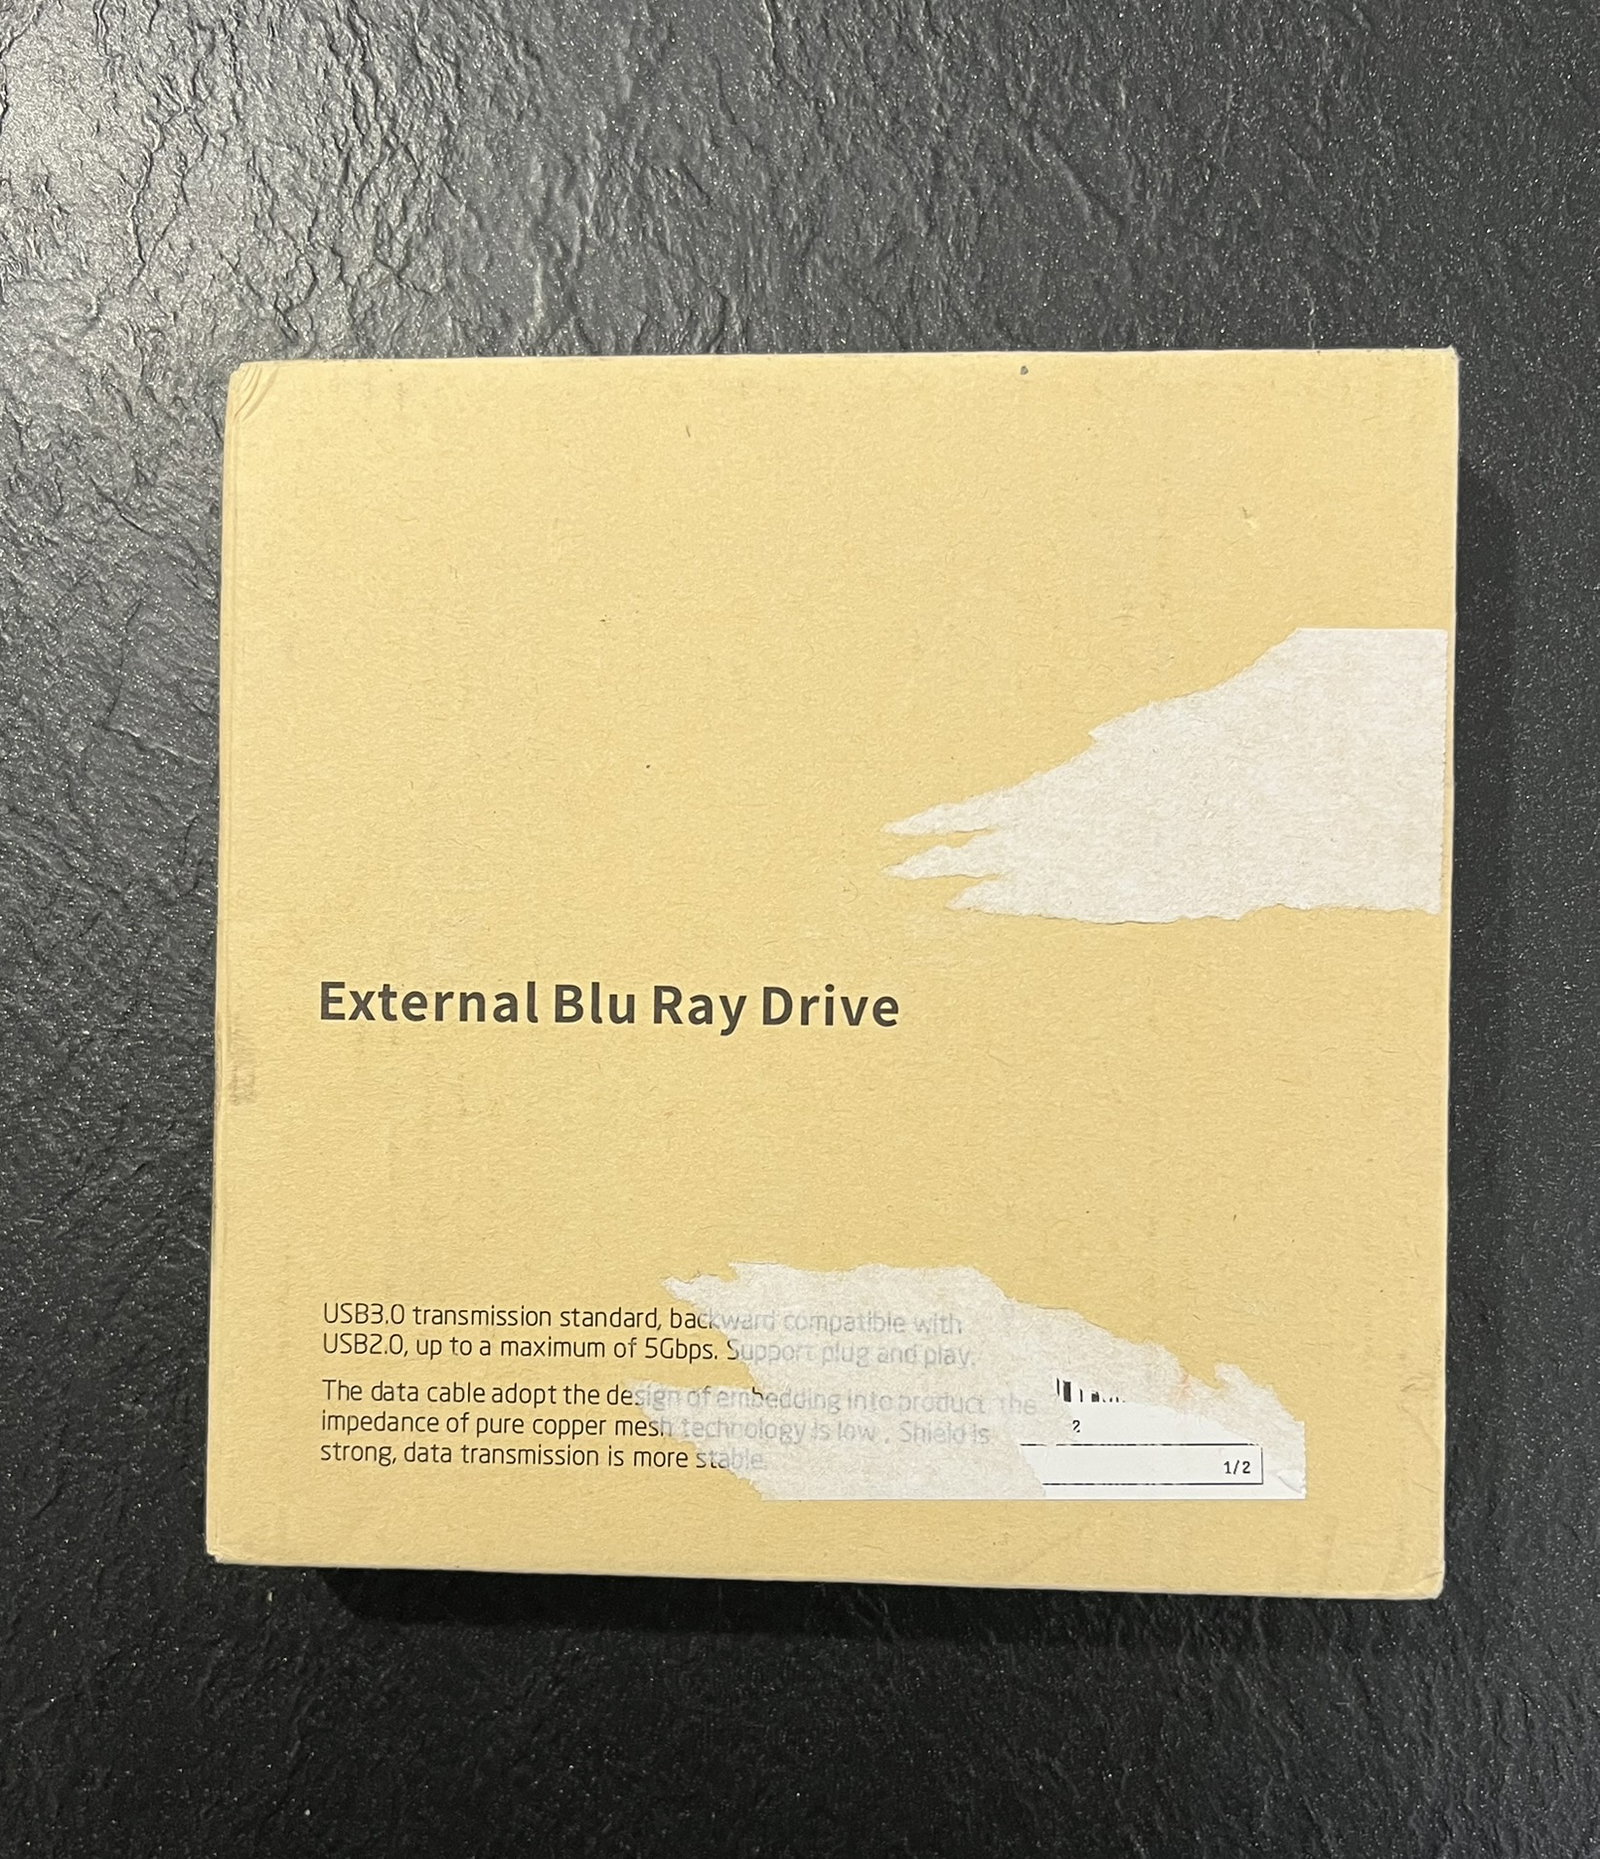 External Blu Ray Drive
USB3.0 transmission standard, backward compatible with
USB2.0, up to a maximum of 5Gbps. Support plug and play.
The data cable adopt the design of embedding into product, the
impedance of pure copper mesh technology is low . Shield is
strong, data transmission is more stable.
2
1/2